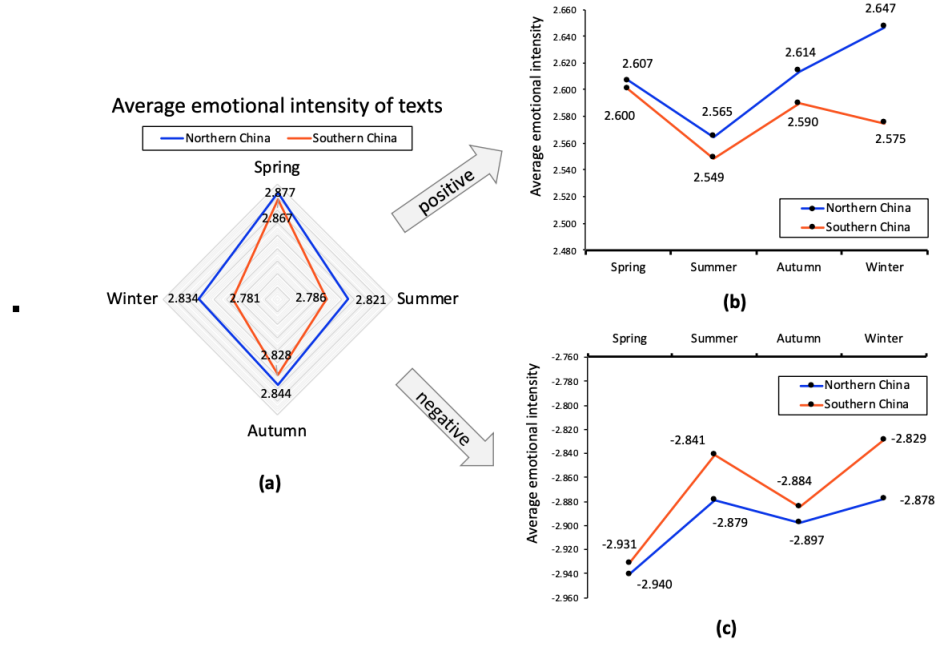 Average emotional intensity of texts
Northern China
Southern China
Spring
2.877
2.867
Winter
2.834
2.781
2.786
2.821
Summer
2.828
2.844
Autumn
(a)
positive
negative
Average emotional intensity
2.660
2.640
2.620
2.600
2.580
2.560
2.540
2.520
2.500
2.480
2.607
2.600
2.565
2.549
2.614
2.590
2.647
2.575
Northern China
Southern China
Spring
Summer
Autumn
Winter
(b)
Spring
Summer
Autumn
Winter
Average emotional intensity
-2.760
-2.780
-2.800
-2.820
-2.840
-2.860
-2.880
-2.900
-2.920
-2.940
-2.960
Northern China
Southern China
-2.931
-2.940
-2.841
-2.879
-2.884
-2.897
-2.829
-2.878
(c)